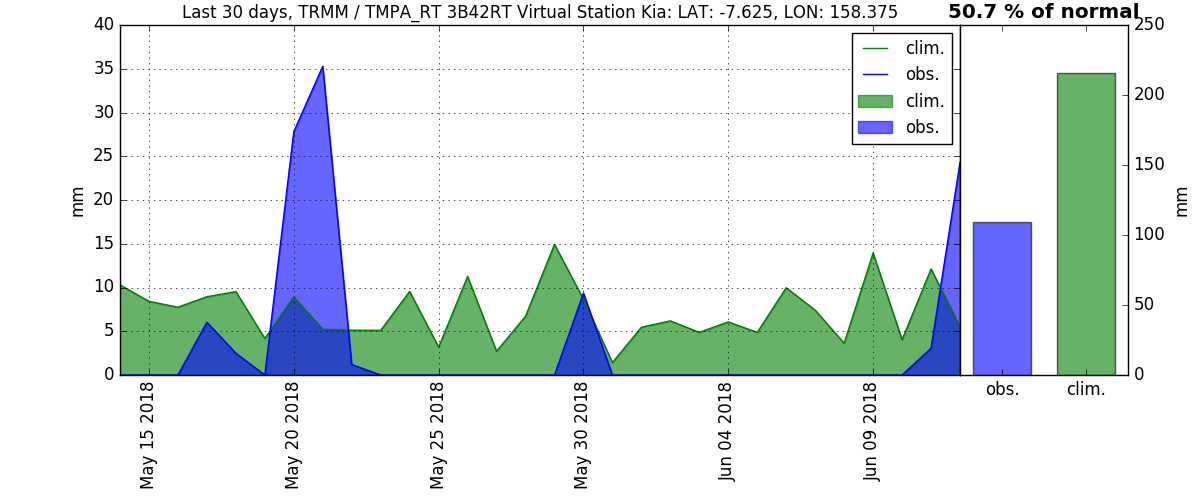 Last 30 days, TRMM / TMPA_RT 3B42RT Virtual Station Kia: LAT: -7.625, LON: 158.375
50.7 % of normal
40
35
30
25
20
15
10
5
0
mm
clim.
obs.
clim.
obs.
May 15 2018
May 20 2018
May 25 2018
May 30 2018
Jun 04 2018
Jun 09 2018
250
200
150
100
50
0
mm
obs.
clim.